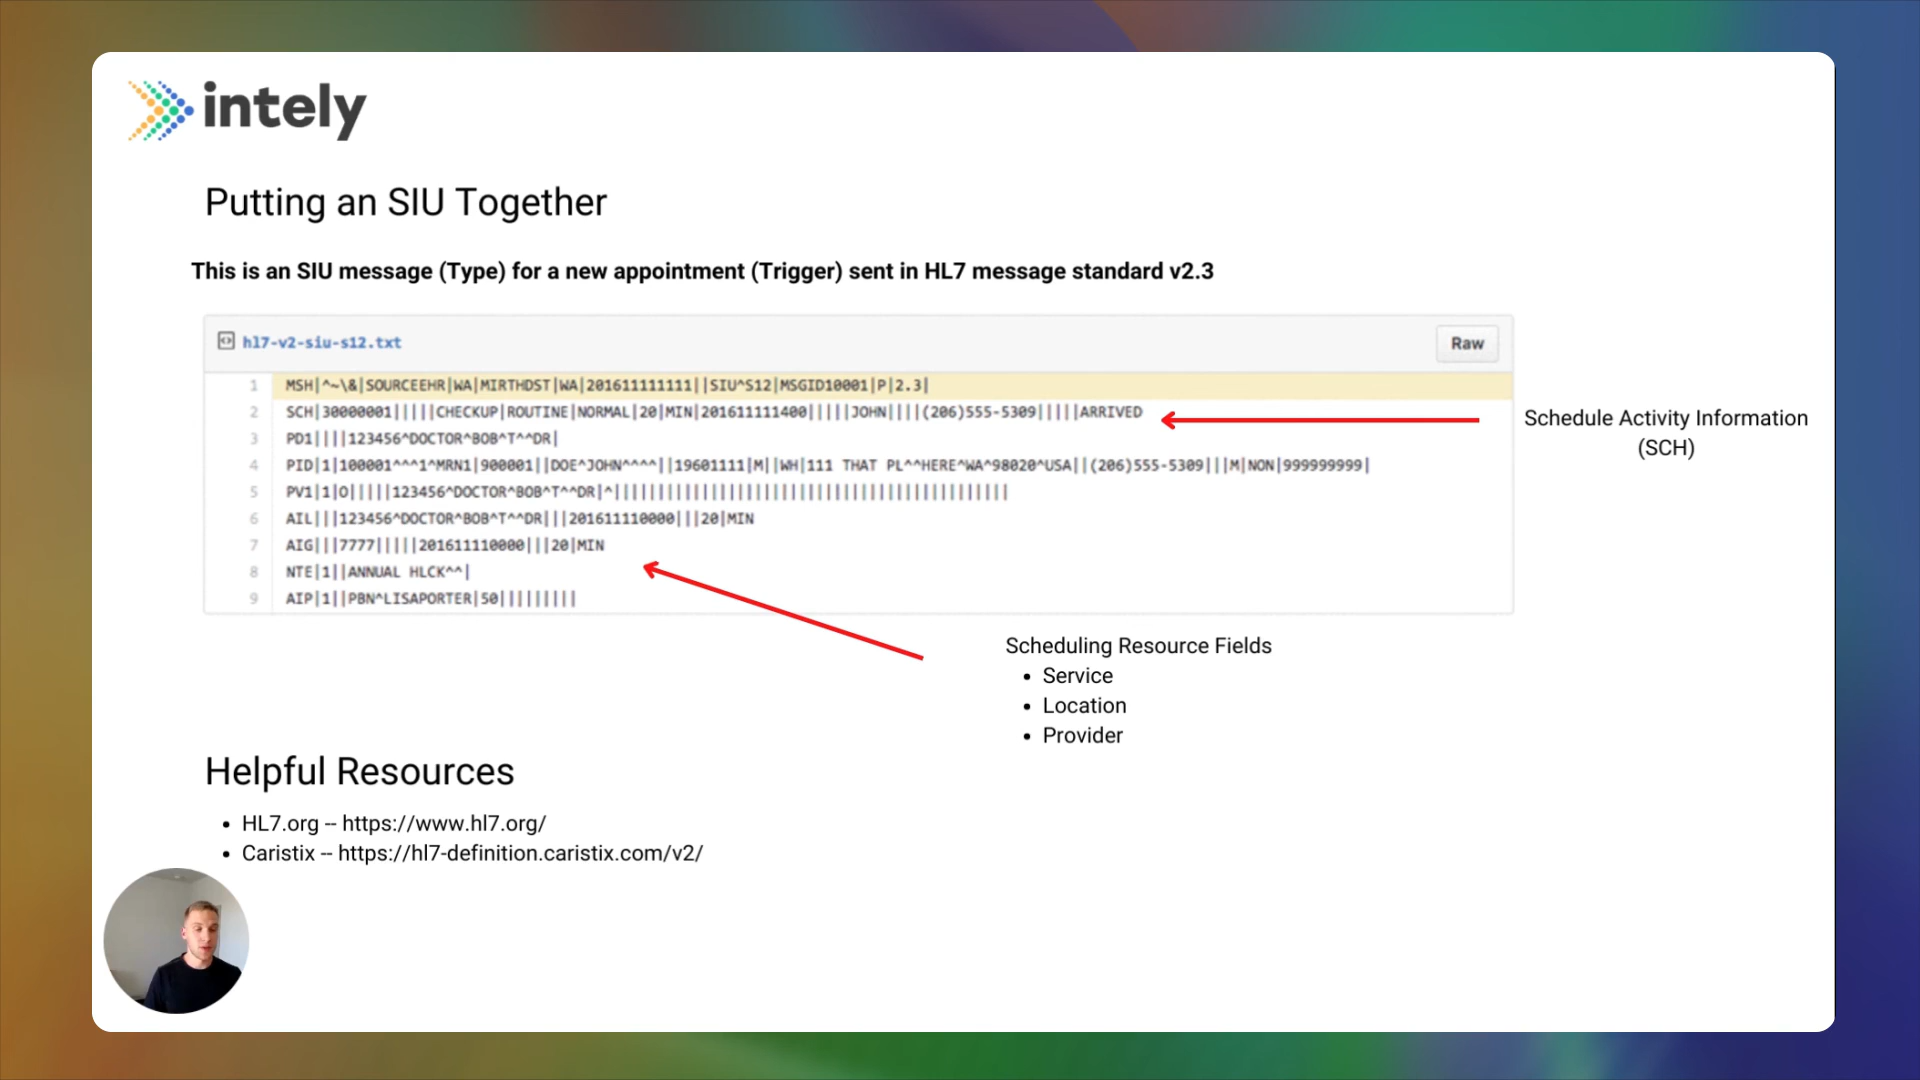 intely
Putting an SIU Together
This is an SIU message (Type) for a new appointment (Trigger) sent in HL7 message standard v2.3
hl7-v2-siu-s12.txt
Raw
1 MSH|^~\&|SOURCEEHR|WA|MIRTHDST|WA|201611111111||SIU^S12|MSGID10001|P|2.3|
2 SCH|30000001|||||CHECKUP|ROUTINE|NORMAL|20|MIN|201611111400|||||JOHN||||(206)555-5309|||||ARRIVED
3 PD1||||123456^DOCTOR^BOB^T^^DR|
4 PID|1|100001^^^1^MRN1|900001||DOE^JOHN^^^^||19601111|M||WH|111 THAT PL^^HERE^WA^98020^USA||(206)555-5309|||M|NON|999999999|
5 PV1|1|O|||||123456^DOCTOR^BOB^T^^DR|^|||||||||||||||||||||||||||||||||||||||||||||
6 AIL|||123456^DOCTOR^BOB^T^^DR|||201611110000|||20|MIN
7 AIG|||7777|||||201611110000|||20|MIN
8 NTE|1||ANNUAL HLCK^^|
9 AIP|1||PBN^LISAPORTER|50|||||||||
Schedule Activity Information
(SCH)
Scheduling Resource Fields
• Service
• Location
• Provider
Helpful Resources
• HL7.org -- https://www.hl7.org/
• Caristix -- https://hl7-definition.caristix.com/v2/